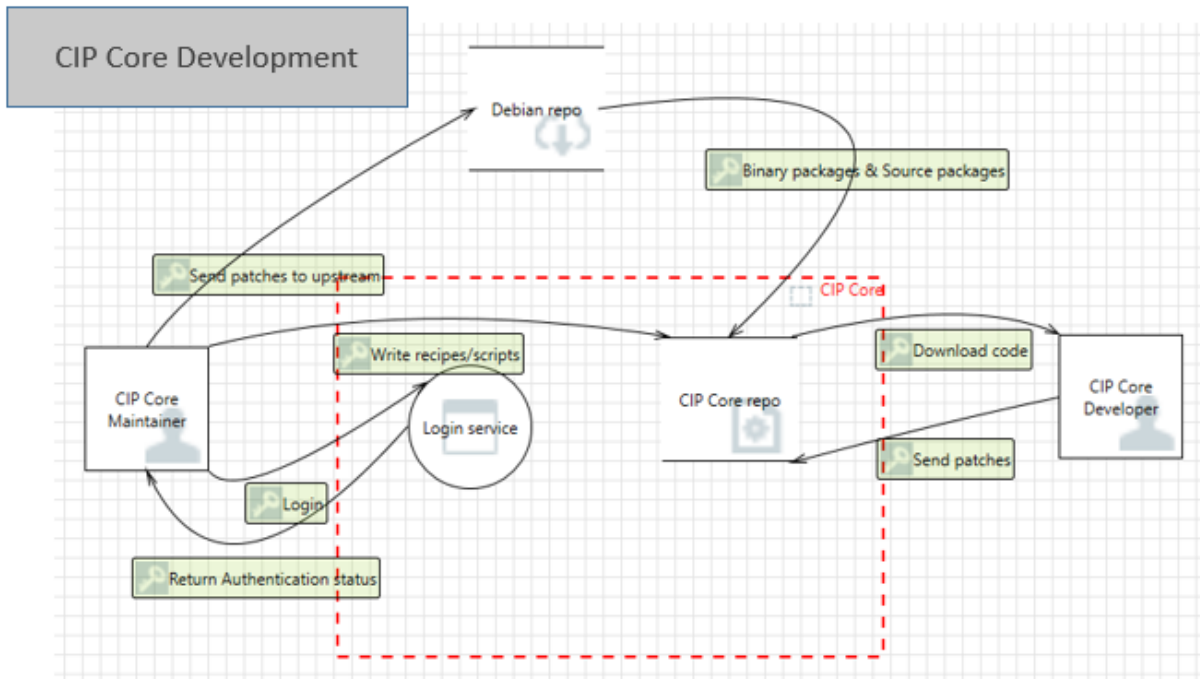 CIP Core Development
Debian repo
Binary packages & Source packages
Send patches to upstream
CIP Core
Write recipes/scripts
Download code
CIP Core
Maintainer
Login service
CIP Core repo
CIP Core
Developer
Send patches
Login
Return Authentication status